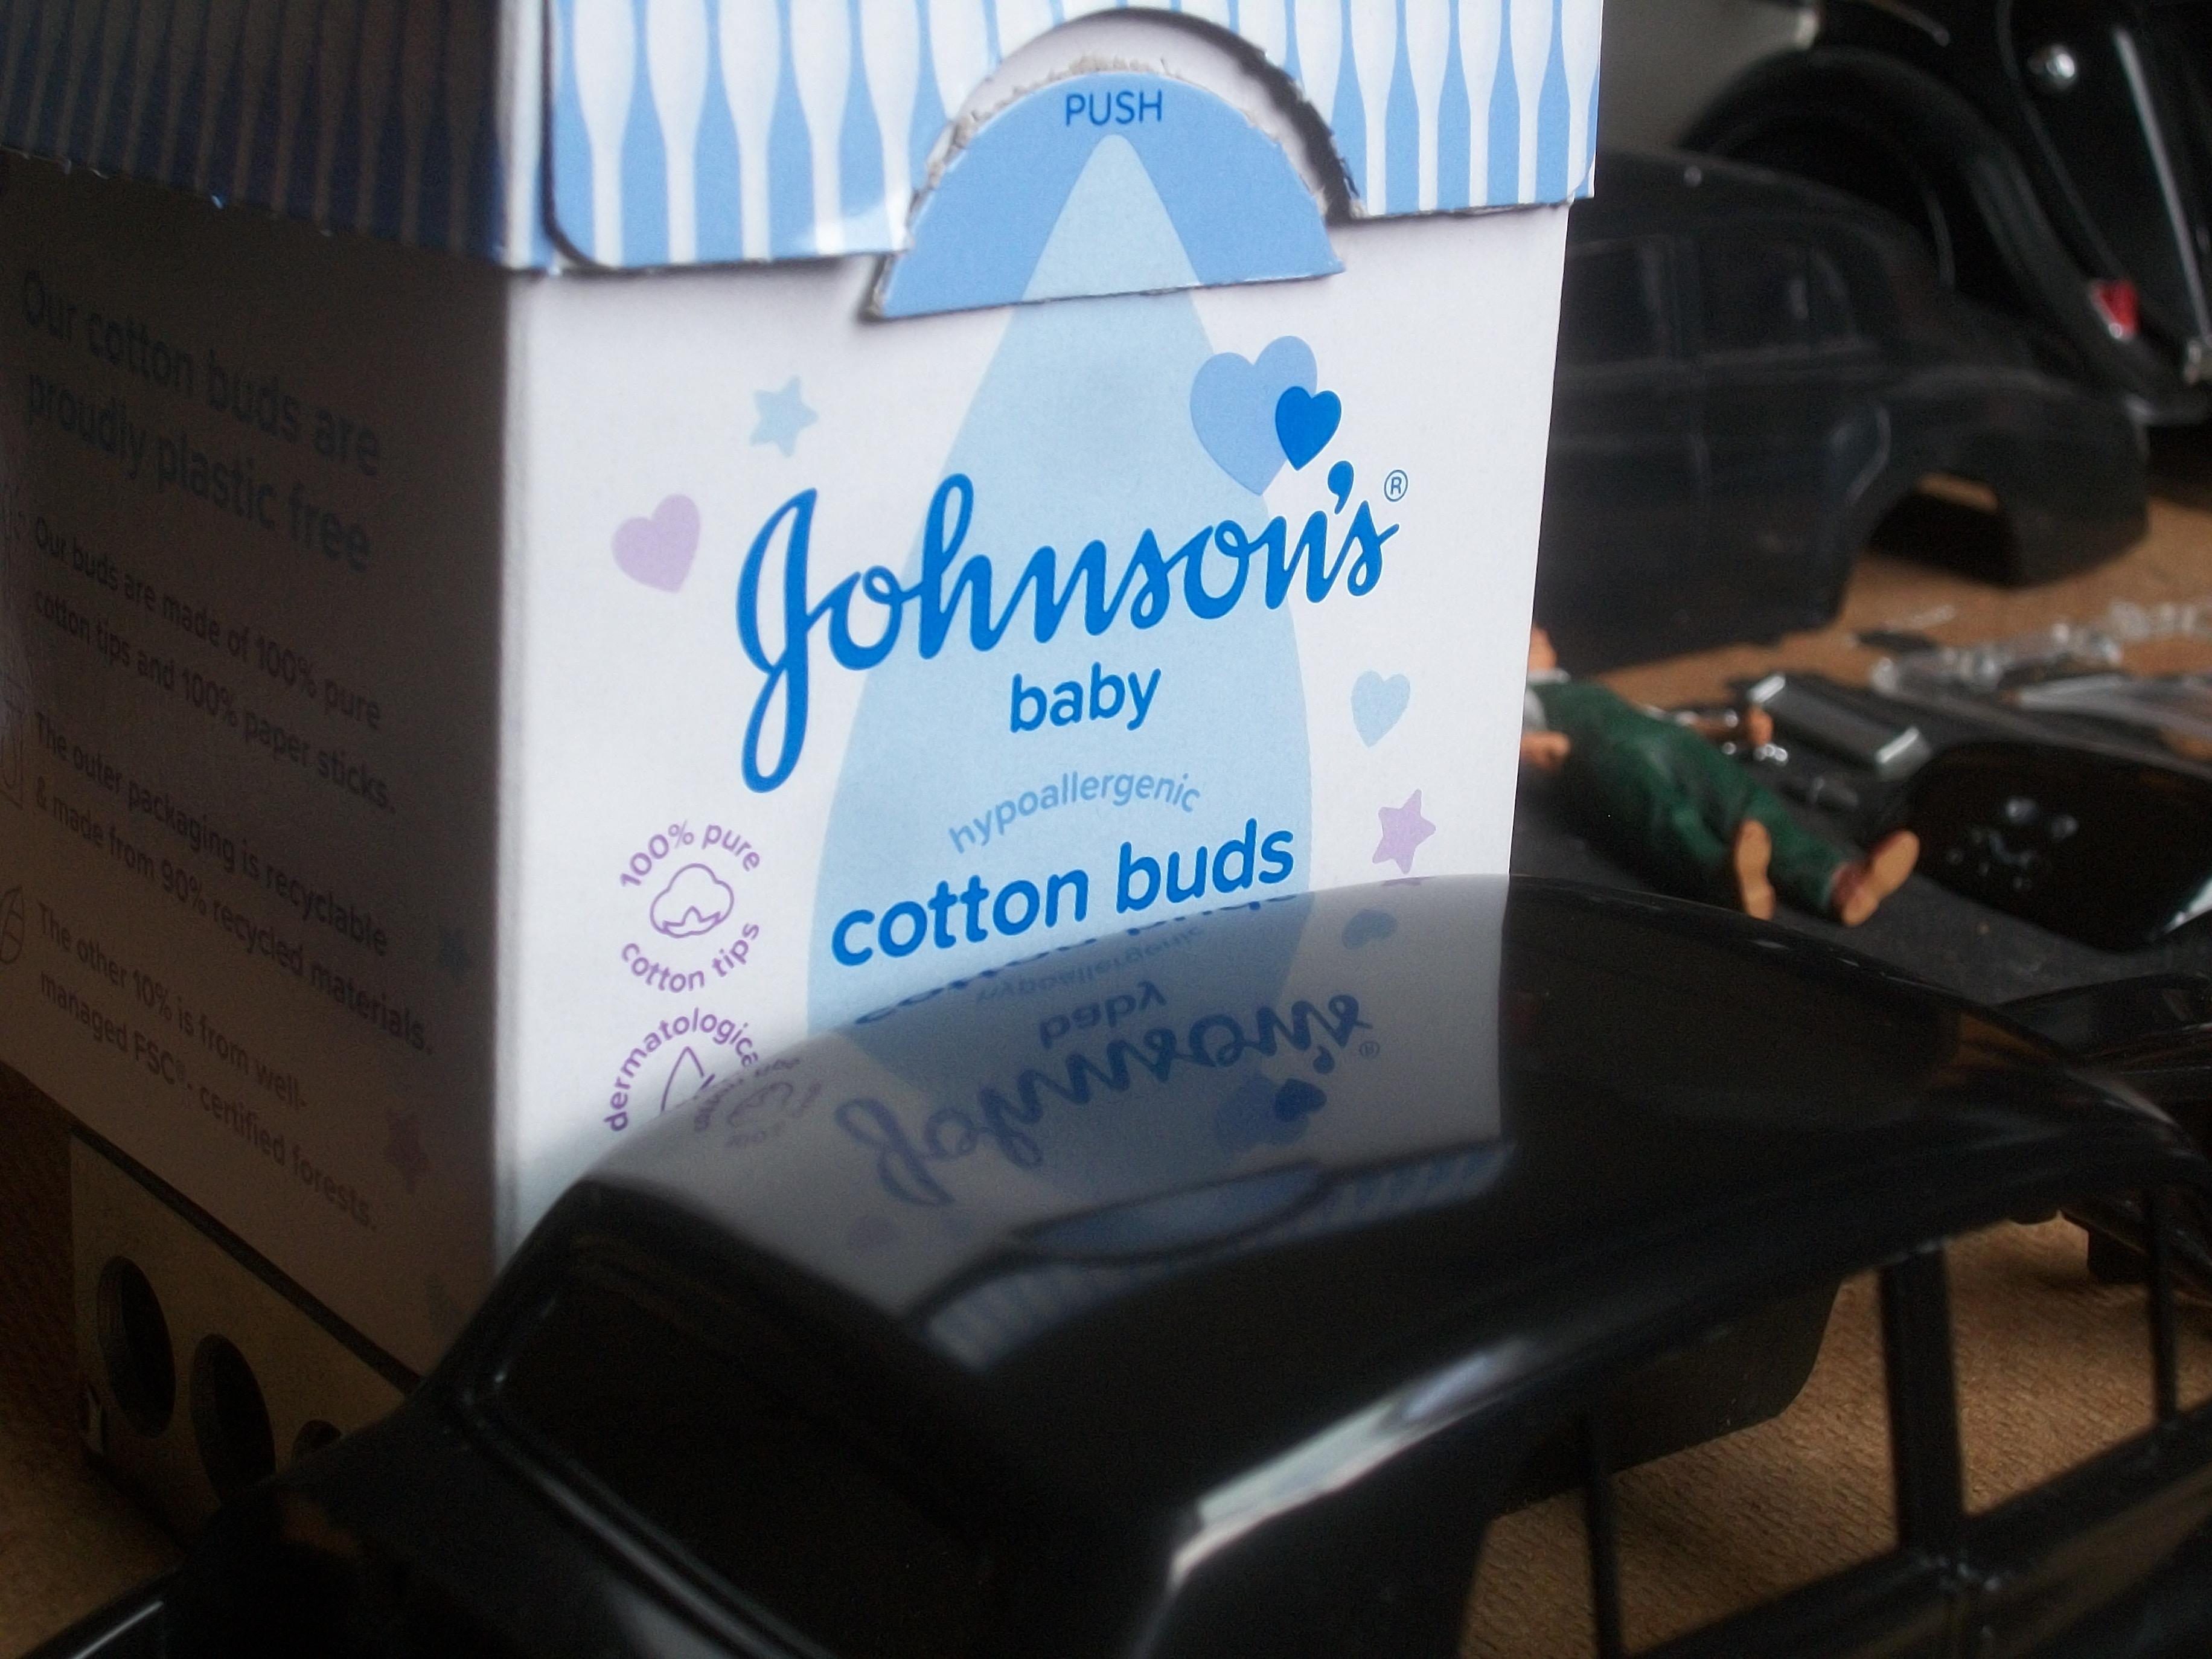 PUSH
Johnson's®
baby
hypoallergenic
cotton buds
100% pure
cotton tips
Our cotton buds are
proudly plastic free
Our buds are made of 100% pure
cotton tips and 100% paper sticks.
The outer packaging is recyclable
& made from 90% recycled materials.
The other 10% is from well-
managed FSC®- certified forests.